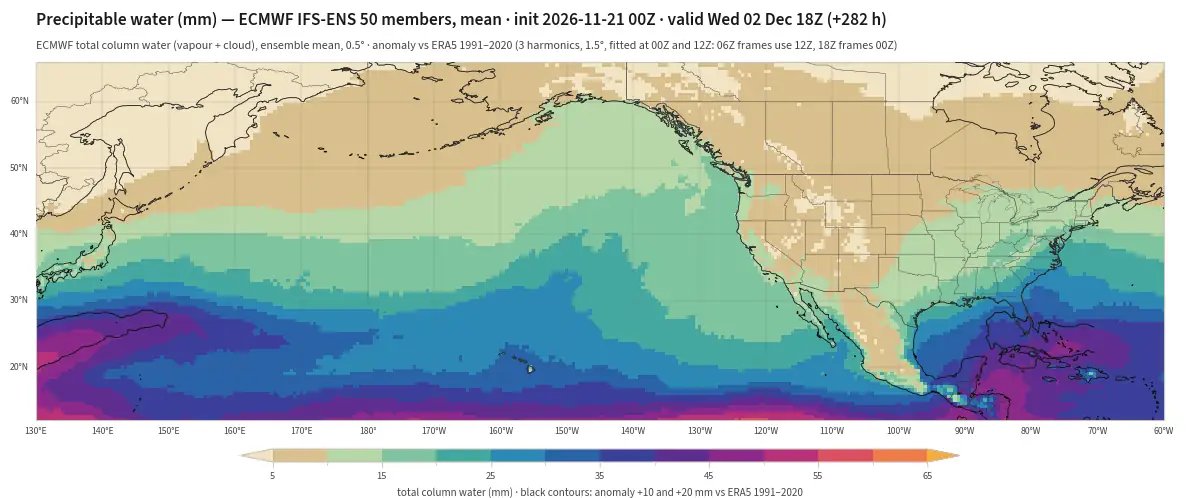 Precipitable water (mm) — ECMWF IFS-ENS 50 members, mean · init 2026-11-21 00Z · valid Wed 02 Dec 18Z (+282 h)
ECMWF total column water (vapour + cloud), ensemble mean, 0.5° · anomaly vs ERA5 1991–2020 (3 harmonics, 1.5°, fitted at 00Z and 12Z: 06Z frames use 12Z, 18Z frames 00Z)
60°N
50°N
40°N
30°N
20°N
130°E 140°E 150°E 160°E 170°E 180° 170°W 160°W 150°W 140°W 130°W 120°W 110°W 100°W 90°W 80°W 70°W 60°W
5 15 25 35 45 55 65
total column water (mm) · black contours: anomaly +10 and +20 mm vs ERA5 1991–2020